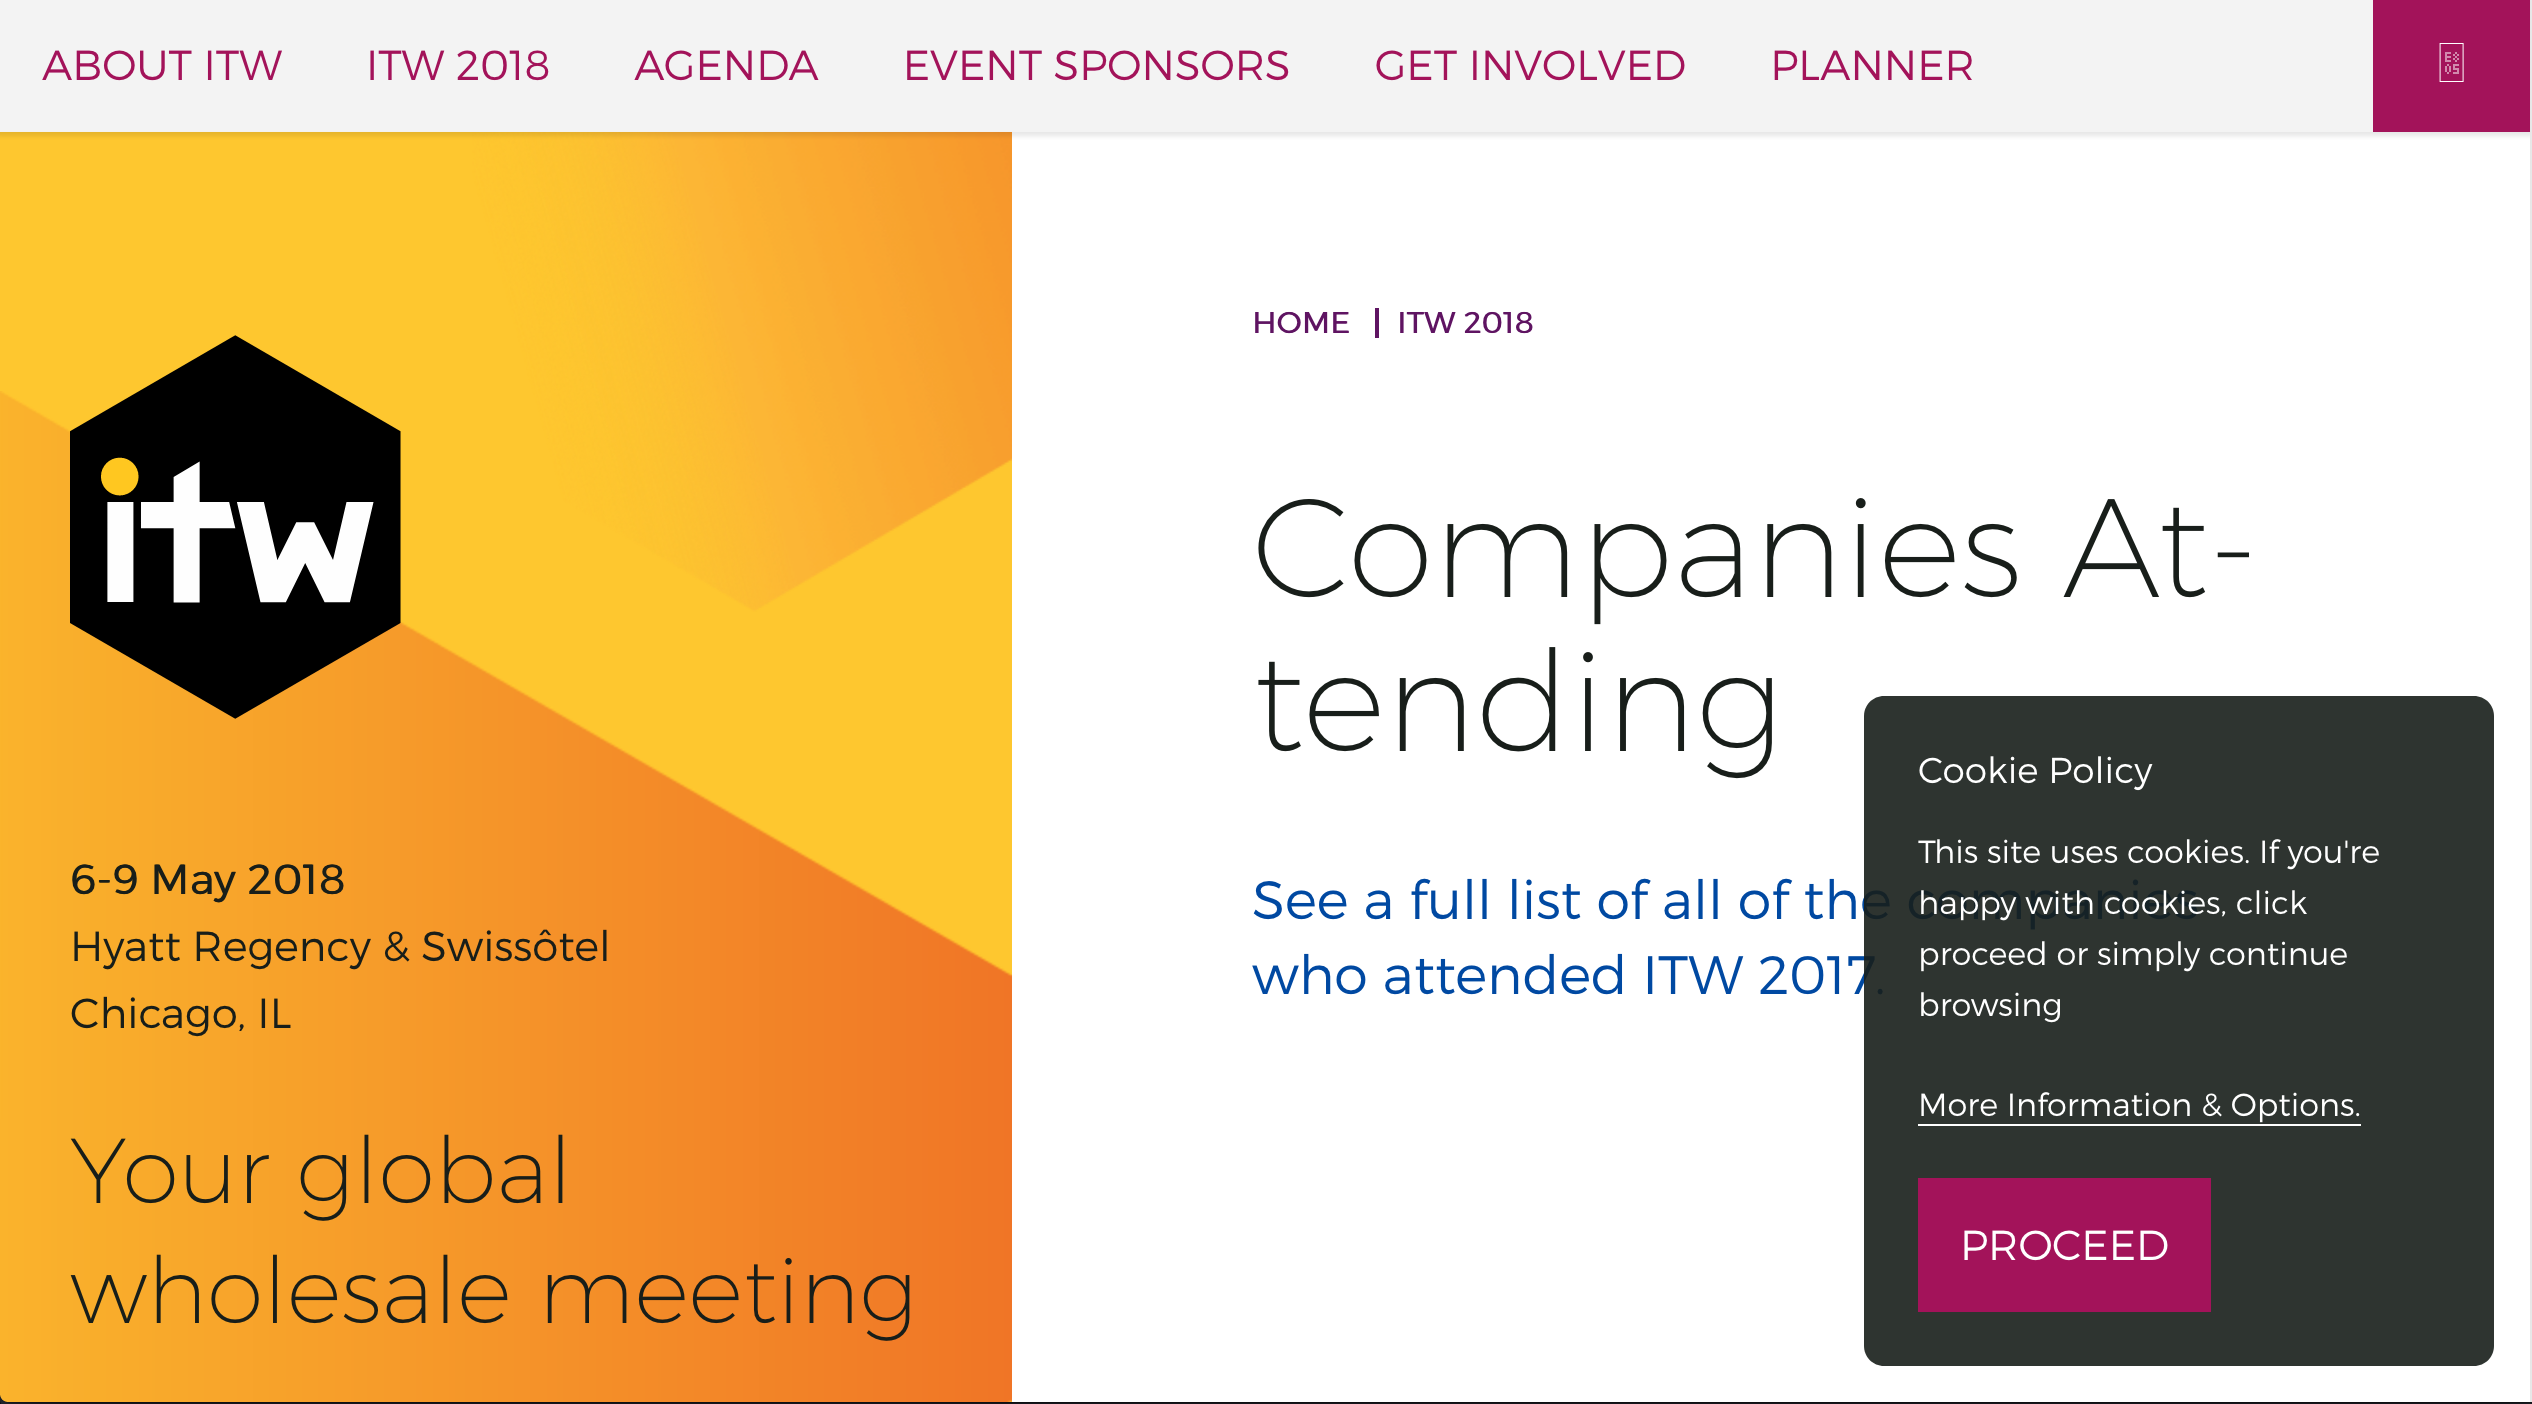 ABOUT ITW ITW 2018 AGENDA EVENT SPONSORS GET INVOLVED PLANNER
itw
6-9 May 2018
Hyatt Regency & Swissôtel
Chicago, IL
Your global
wholesale meeting
HOME | ITW 2018
Companies At-
tending
See a full list of all of the companies
who attended ITW 2017.
Cookie Policy
This site uses cookies. If you're
happy with cookies, click
proceed or simply continue
browsing
More Information & Options.
PROCEED